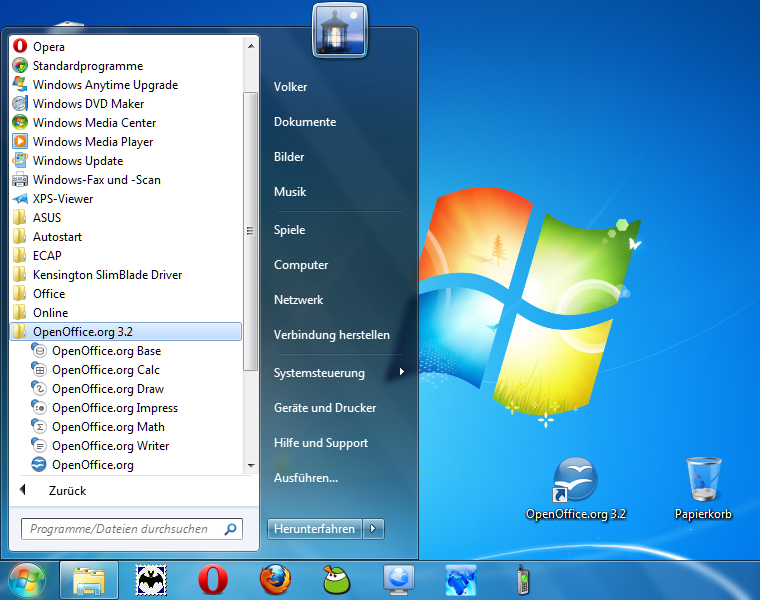 Opera
Standardprogramme
Windows Anytime Upgrade
Windows DVD Maker
Windows Media Center
Windows Media Player
Windows Update
Windows-Fax und -Scan
XPS-Viewer
ASUS
Autostart
ECAP
Kensington SlimBlade Driver
Office
Online
OpenOffice.org 3.2
OpenOffice.org Base
OpenOffice.org Calc
OpenOffice.org Draw
OpenOffice.org Impress
OpenOffice.org Math
OpenOffice.org Writer
OpenOffice.org
Zurück
Programme/Dateien durchsuchen
Volker
Dokumente
Bilder
Musik
Spiele
Computer
Netzwerk
Verbindung herstellen
Systemsteuerung
Geräte und Drucker
Hilfe und Support
Ausführen...
Herunterfahren
OpenOffice.org 3.2
Papierkorb